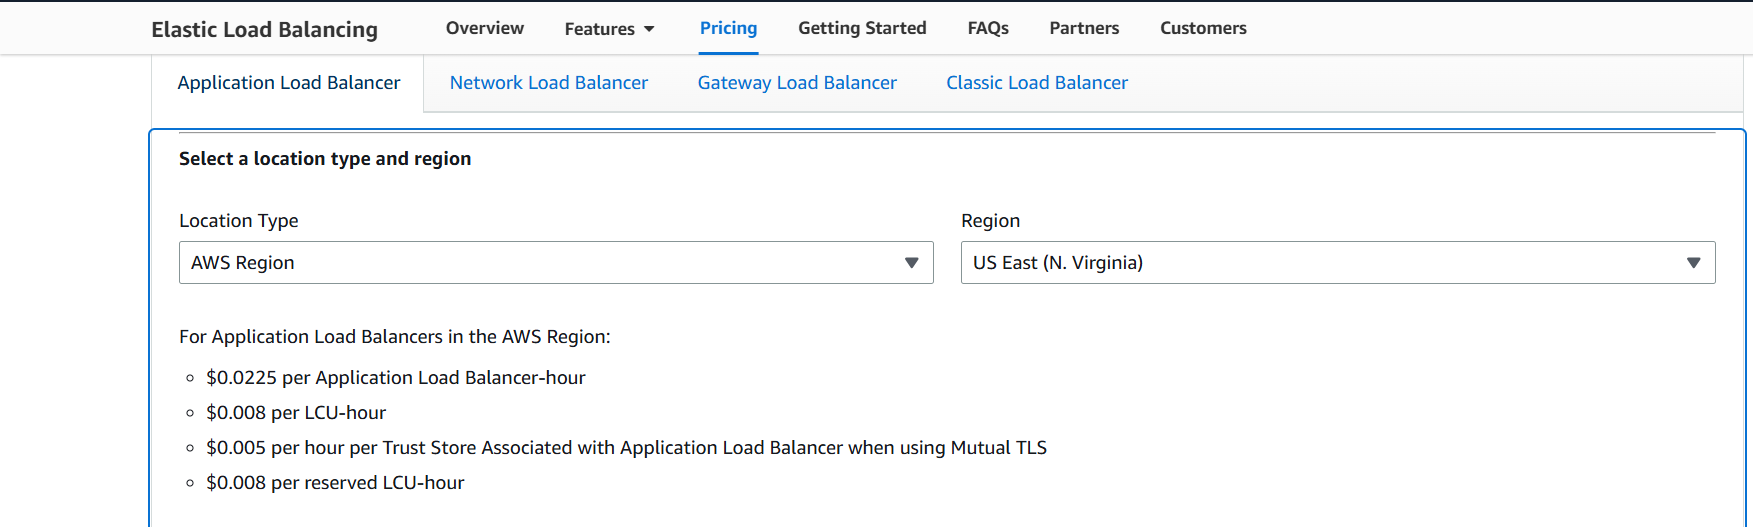 Elastic Load Balancing Overview Features Pricing Getting Started FAQs Partners Customers
Application Load Balancer Network Load Balancer Gateway Load Balancer Classic Load Balancer
Select a location type and region
Location Type Region
AWS Region US East (N. Virginia)
For Application Load Balancers in the AWS Region:
$0.0225 per Application Load Balancer-hour
$0.008 per LCU-hour
$0.005 per hour per Trust Store Associated with Application Load Balancer when using Mutual TLS
$0.008 per reserved LCU-hour